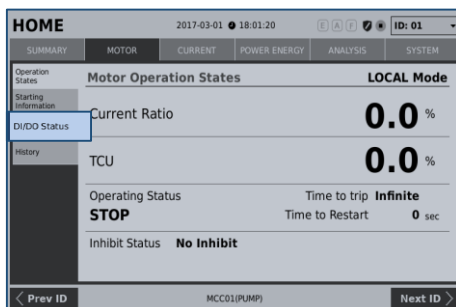 HOME 2017-03-01 18:01:20 E A F ID: 01
SUMMARY MOTOR CURRENT POWER ENERGY ANALYSIS SYSTEM
Operation
States
Starting
Information
DI/DO Status
History
Motor Operation States LOCAL Mode
Current Ratio 0.0 %
TCU 0.0 %
Operating Status Time to trip Infinite
STOP Time to Restart 0 sec
Inhibit Status No Inhibit
Prev ID MCC01(PUMP) Next ID